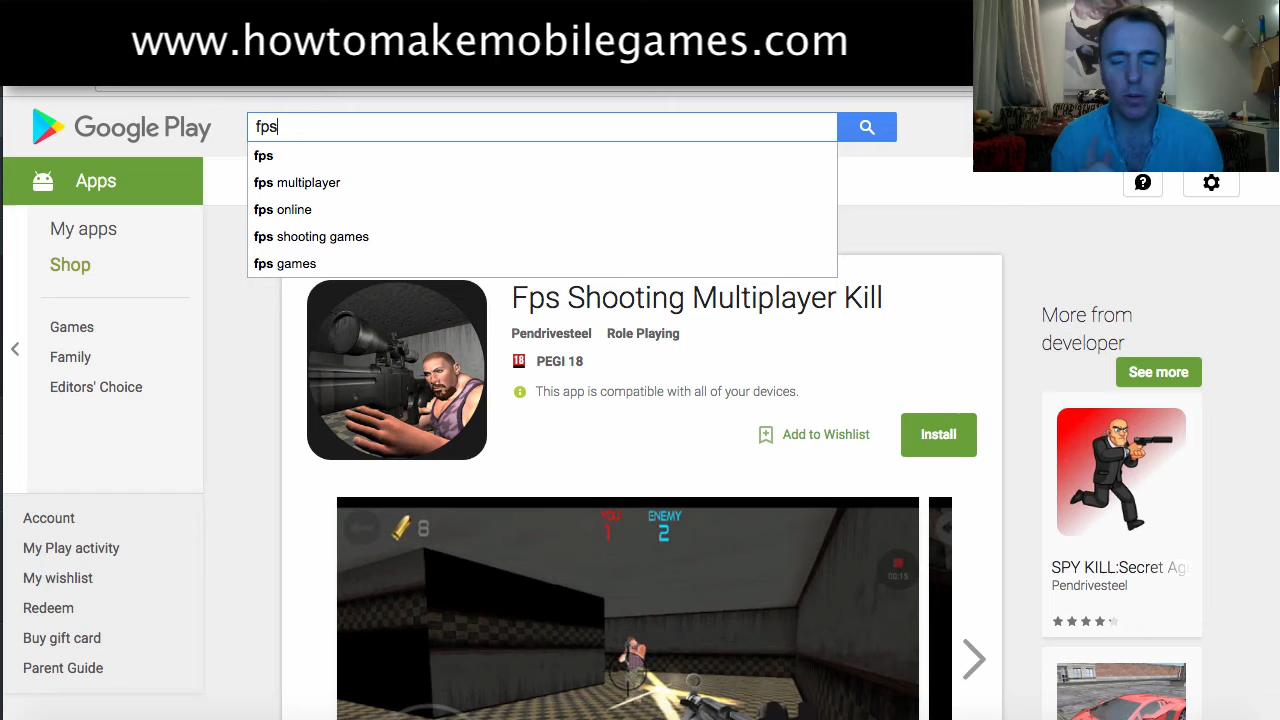 www.howtomakemobilegames.com
Google Play
fps
fps
fps multiplayer
fps online
fps shooting games
fps games
Apps
My apps
Shop
Games
Family
Editors' Choice
Account
My Play activity
My wishlist
Redeem
Buy gift card
Parent Guide
Fps Shooting Multiplayer Kill
Pendrivesteel Role Playing
18 PEGI 18
This app is compatible with all of your devices.
Add to Wishlist
Install
8
YOU
1
ENEMY
2
00:15
More from
developer
See more
SPY KILL:Secret Ag
Pendrivesteel